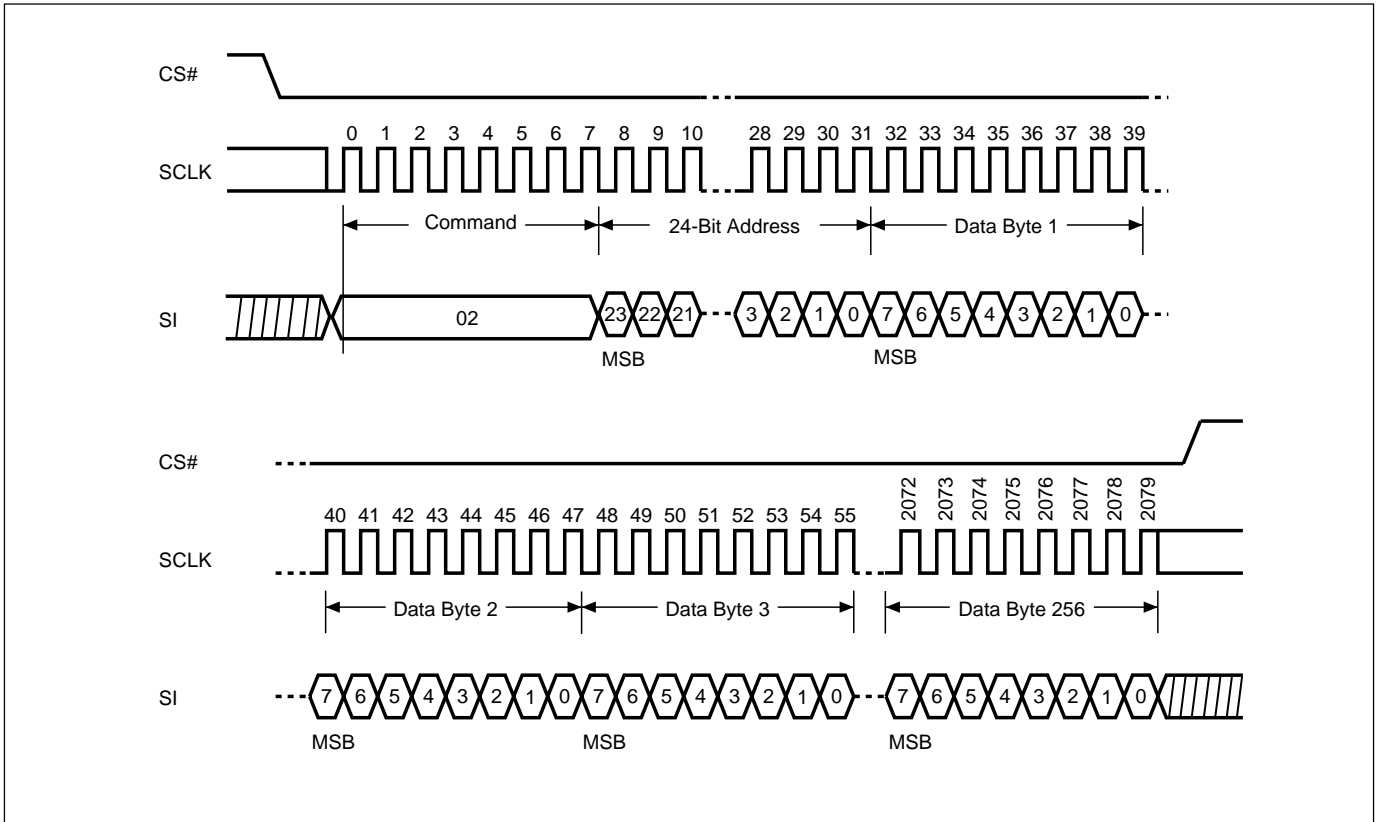 CS#
0 1 2 3 4 5 6 7 8 9 10 28 29 30 31 32 33 34 35 36 37 38 39
SCLK
Command 24-Bit Address Data Byte 1
SI 02 23 22 21 3 2 1 0 7 6 5 4 3 2 1 0
MSB MSB
CS#
40 41 42 43 44 45 46 47 48 49 50 51 52 53 54 55 2072 2073 2074 2075 2076 2077 2078 2079
SCLK
Data Byte 2 Data Byte 3 Data Byte 256
SI 7 6 5 4 3 2 1 0 7 6 5 4 3 2 1 0 7 6 5 4 3 2 1 0
MSB MSB MSB